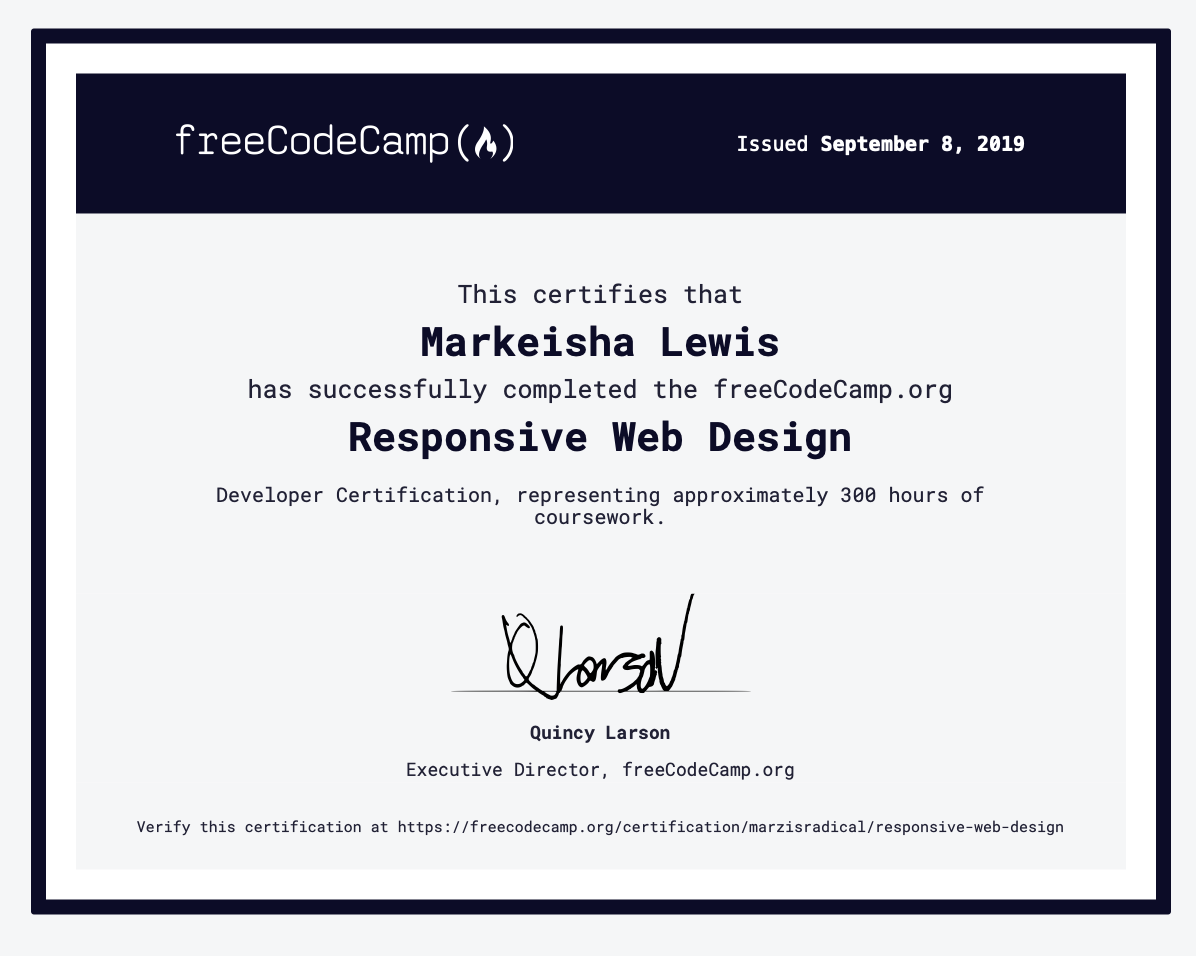 freeCodeCamp()
Issued September 8, 2019
This certifies that
Markeisha Lewis
has successfully completed the freeCodeCamp.org
Responsive Web Design
Developer Certification, representing approximately 300 hours of
coursework.
Q Larson
Quincy Larson
Executive Director, freeCodeCamp.org
Verify this certification at https://freecodecamp.org/certification/marzisradical/responsive-web-design